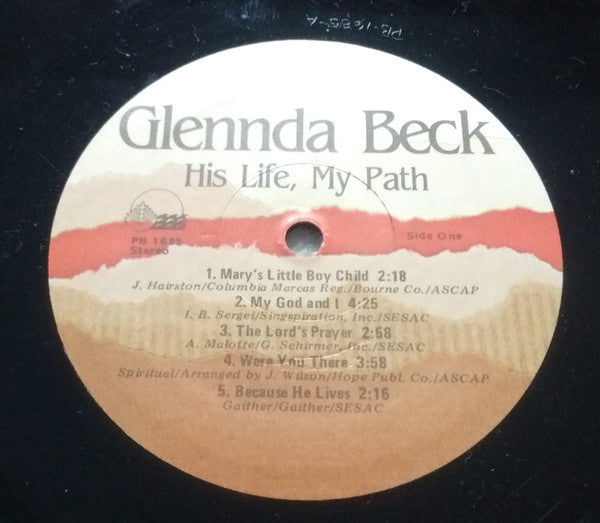 PB-1685-A
Glennda Beck
His Life, My Path
PB 1685
Stereo
Side One
1. Mary's Little Boy Child 2:18
J. Hairston/Columbia Marcas Reg./Bourne Co./ASCAP
2. My God and I 4:25
I. B. Sergei/Singspiration, Inc./SESAC
3. The Lord's Prayer 2:58
A. Malotte/G. Schirmer, Inc./SESAC
4. Were You There 3:58
Spiritual/Arranged by J. Wilson/Hope Publ. Co./ASCAP
5. Because He Lives 2:16
Gaither/Gaither/SESAC